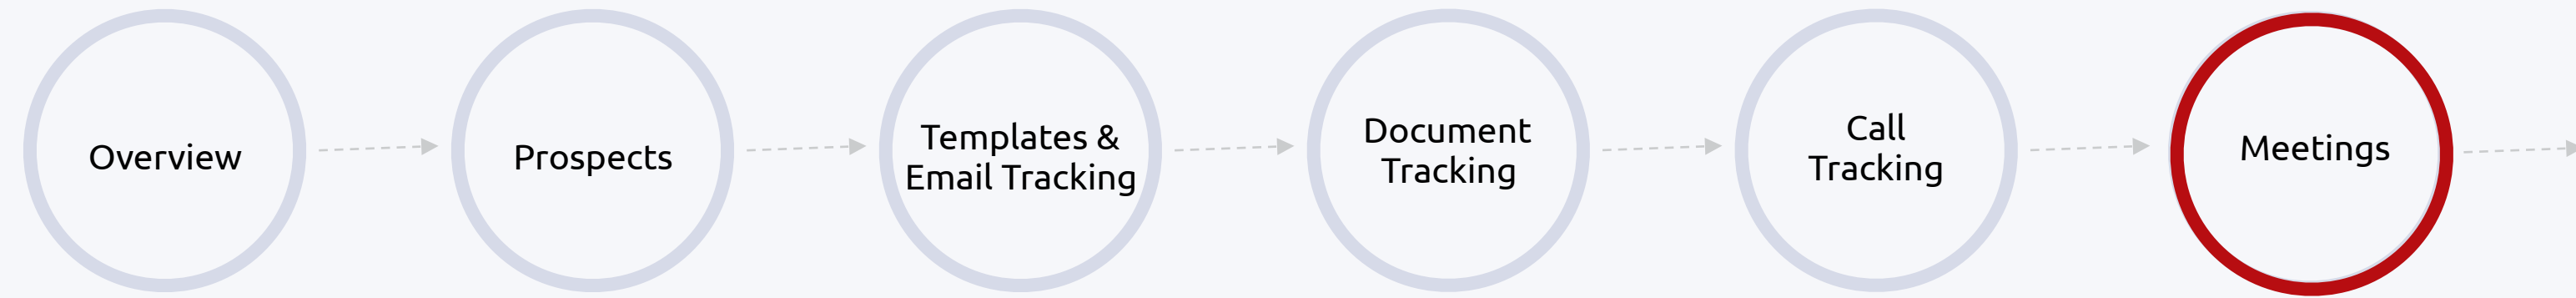 Overview
Prospects
Templates &
Email Tracking
Document
Tracking
Call
Tracking
Meetings